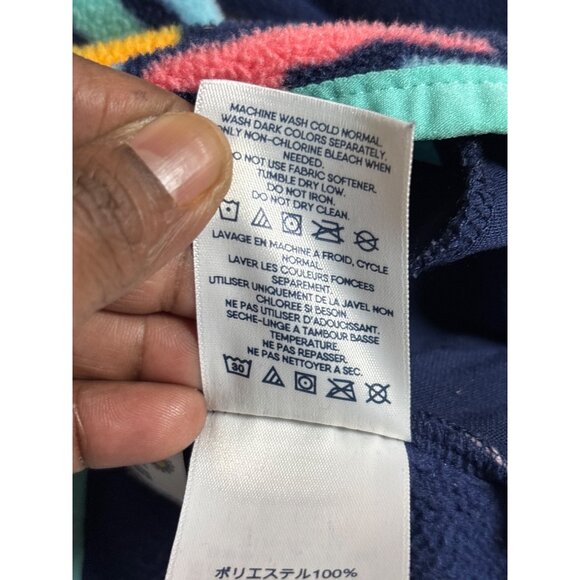 MACHINE WASH COLD NORMAL.
WASH DARK COLORS SEPARATELY.
ONLY NON-CHLORINE BLEACH WHEN
NEEDED.
DO NOT USE FABRIC SOFTENER.
TUMBLE DRY LOW.
DO NOT IRON.
DO NOT DRY CLEAN.
LAVAGE EN MACHINE A FROID, CYCLE
NORMAL.
LAVER LES COULEURS FONCÉES
SÉPAREMENT.
UTILISER UNIQUEMENT DE LA JAVEL NON
CHLORÉE SI BESOIN.
NE PAS UTILISER D'ADOUCISSANT.
SECHE-LINGE A TAMBOUR BASSE
TEMPERATURE.
NE PAS REPASSER.
NE PAS NETTOYER A SEC.
30
ポリエステル100%